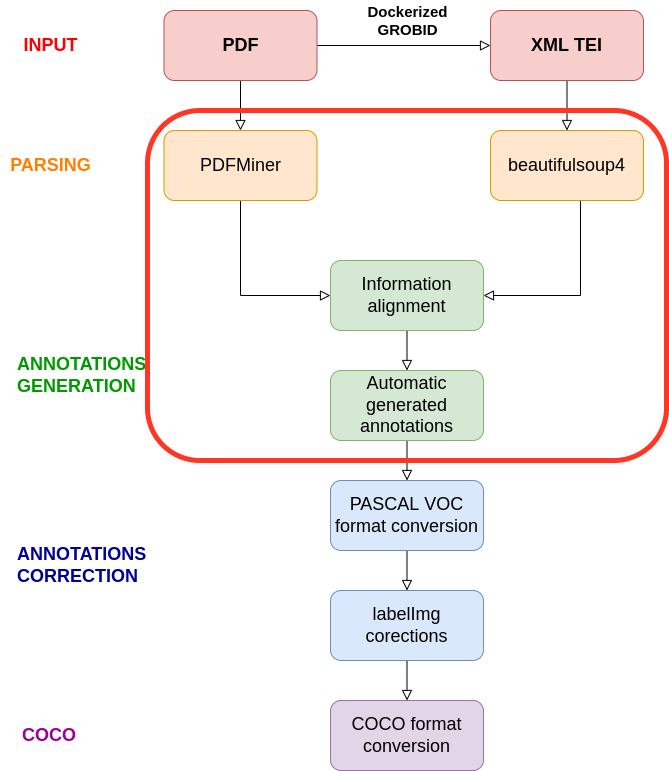 Dockerized
GROBID
INPUT
PDF
XML TEI
PARSING
PDFMiner
beautifulsoup4
Information
alignment
ANNOTATIONS
GENERATION
Automatic
generated
annotations
PASCAL VOC
format conversion
ANNOTATIONS
CORRECTION
labelImg
corections
COCO
COCO format
conversion